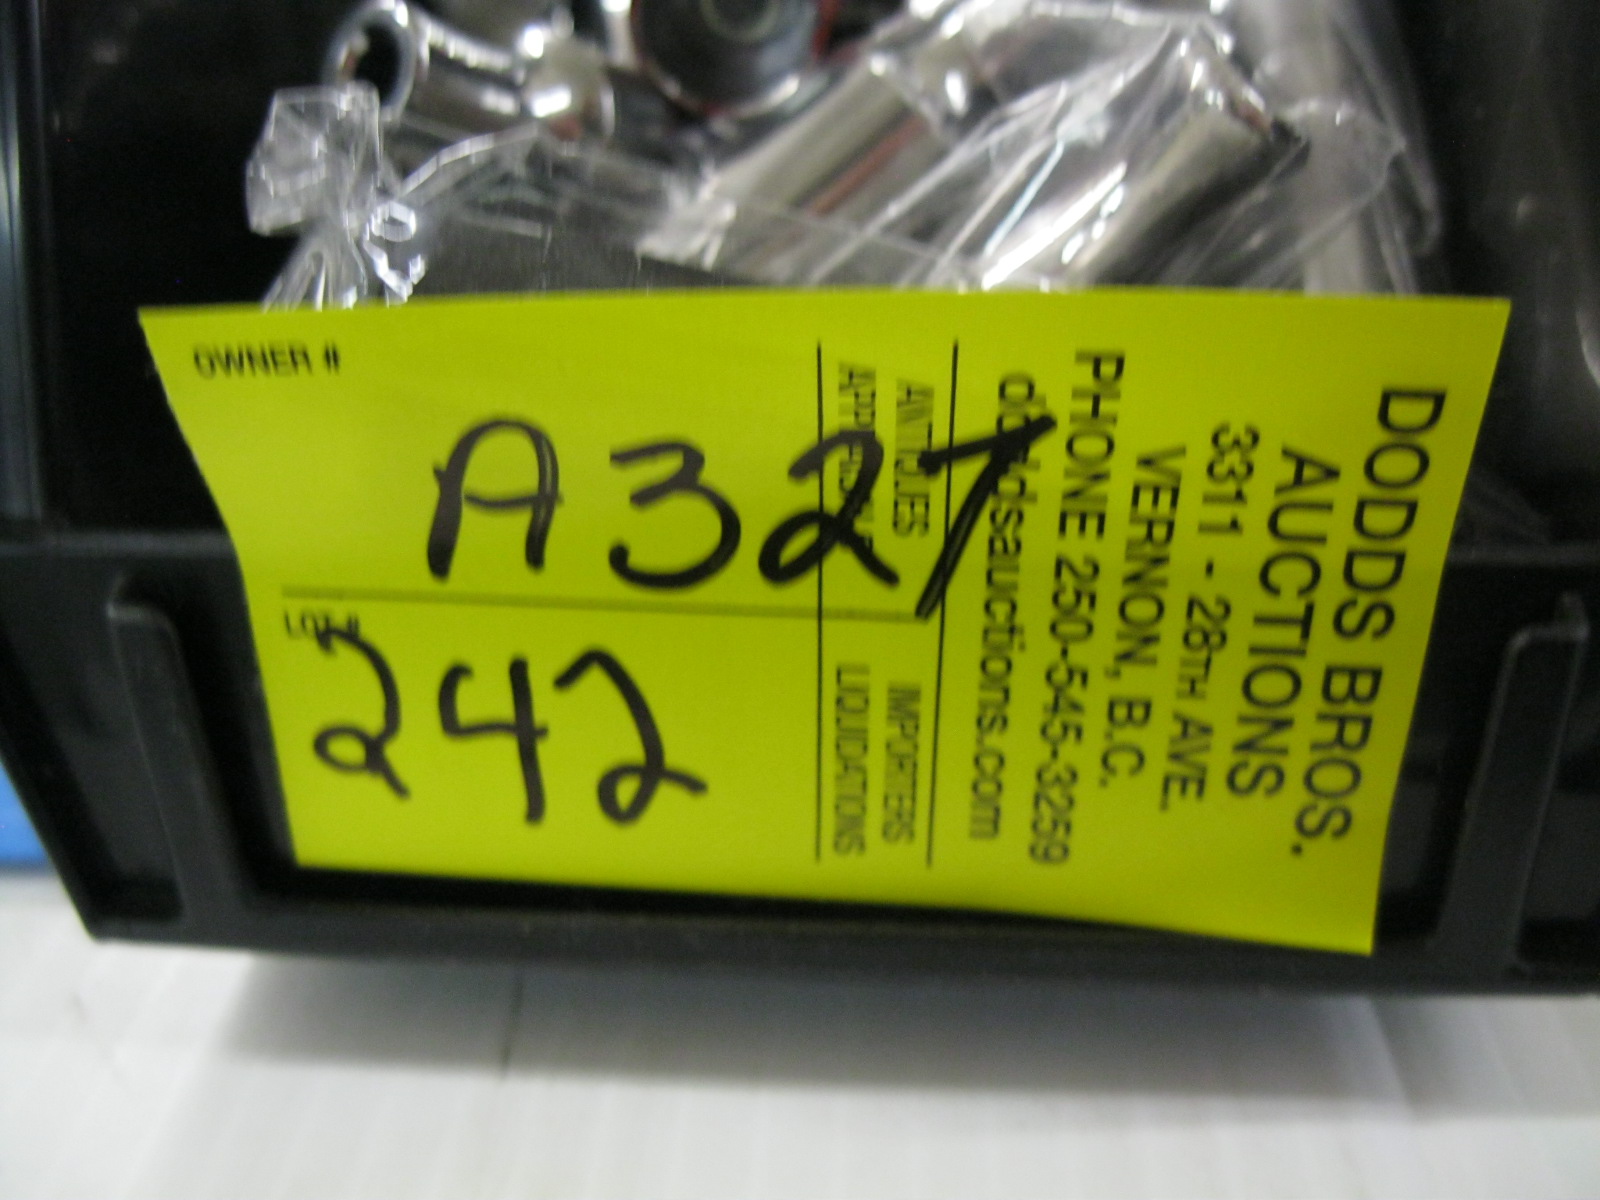 OWNER #
A327
LOT #
242
DODDS BROS.
AUCTIONS
3311 - 28TH AVE.
VERNON, B.C.
PHONE 250-545-3259
doddsauctions.com
ANTIQUES IMPORTERS
APPRAISALS LIQUIDATIONS